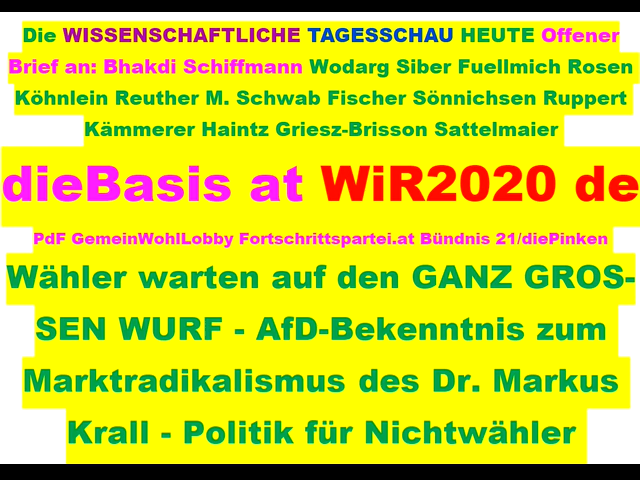 Die WISSENSCHAFTLICHE TAGESSCHAU HEUTE Offener
Brief an: Bhakdi Schiffmann Wodarg Siber Fuellmich Rosen
Köhnlein Reuther M. Schwab Fischer Sönnichsen Ruppert
Kämmerer Haintz Griesz-Brisson Sattelmaier
dieBasis at WiR2020 de
PdF GemeinWohlLobby Fortschrittspartei.at Bündnis 21/diePinken
Wähler warten auf den GANZ GROS-
SEN WURF - AfD-Bekenntnis zum
Marktradikalismus des Dr. Markus
Krall - Politik für Nichtwähler